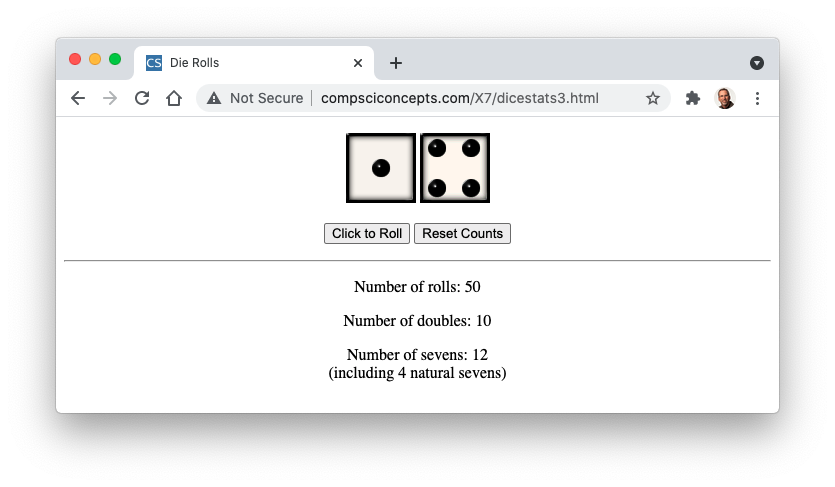 CS Die Rolls
Not Secure | compsciconcepts.com/X7/dicestats3.html
Click to Roll Reset Counts
Number of rolls: 50
Number of doubles: 10
Number of sevens: 12
(including 4 natural sevens)